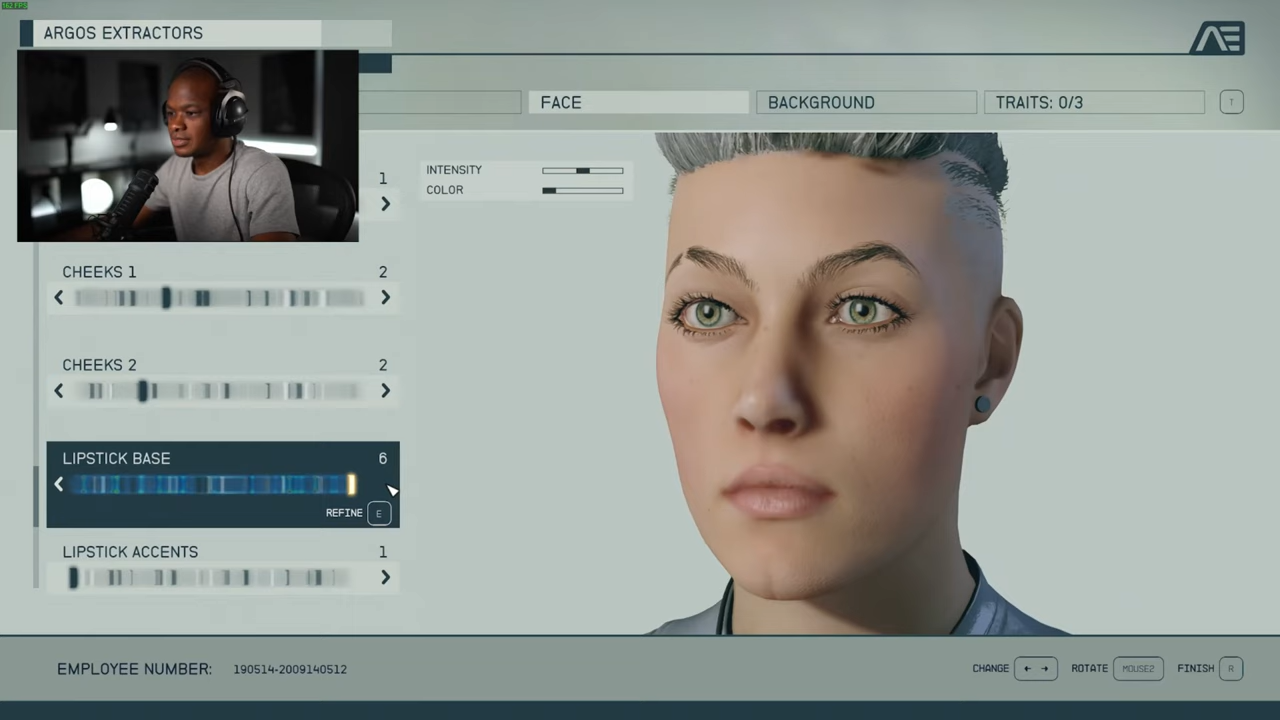 ARGOS EXTRACTORS
FACE
BACKGROUND
TRAITS: 0/3
T
1
INTENSITY
COLOR
CHEEKS 1
2
CHEEKS 2
2
LIPSTICK BASE
6
REFINE
E
LIPSTICK ACCENTS
1
EMPLOYEE NUMBER:
190514-2009140512
CHANGE
ROTATE
MOUSE2
FINISH
R